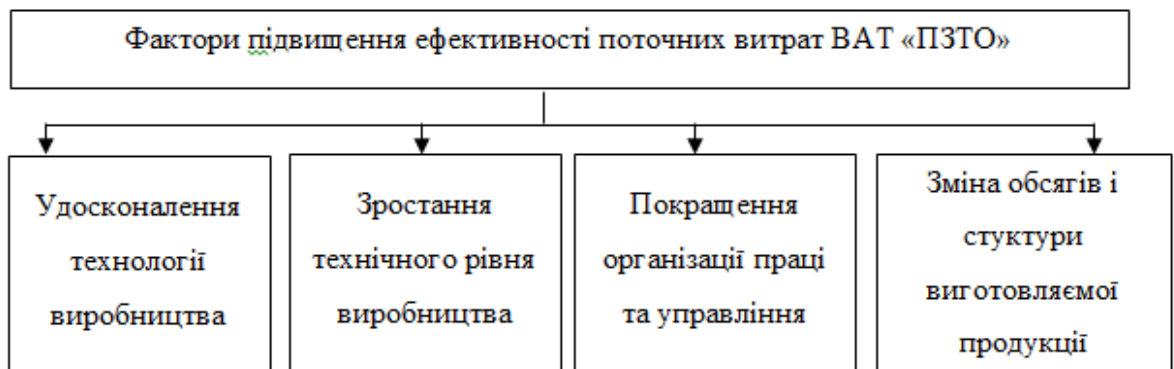 Фактори підвищення ефективності поточних витрат ВАТ «ПЗТО»
Удосконалення
технології
виробництва
Зростання
технічного рівня
виробництва
Покращення
організації праці
та управління
Зміна обсягів і
стуктури
виготовляємої
продукції